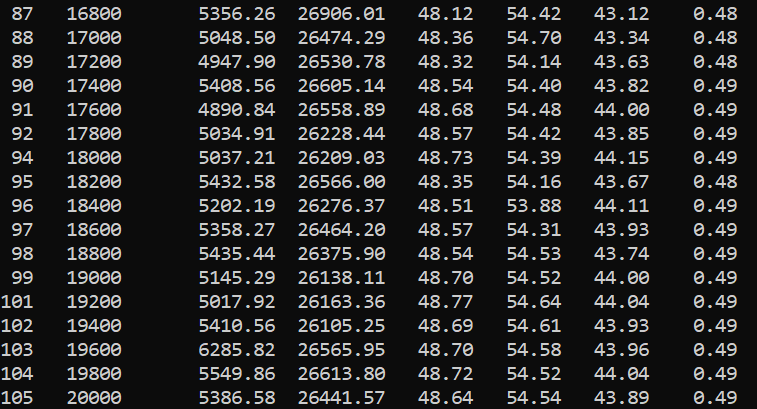 87 16800 5356.26 26906.01 48.12 54.42 43.12 0.48
88 17000 5048.50 26474.29 48.36 54.70 43.34 0.48
89 17200 4947.90 26530.78 48.32 54.14 43.63 0.48
90 17400 5408.56 26605.14 48.54 54.40 43.82 0.49
91 17600 4890.84 26558.89 48.68 54.48 44.00 0.49
92 17800 5034.91 26228.44 48.57 54.42 43.85 0.49
94 18000 5037.21 26209.03 48.73 54.39 44.15 0.49
95 18200 5432.58 26566.00 48.35 54.16 43.67 0.48
96 18400 5202.19 26276.37 48.51 53.88 44.11 0.49
97 18600 5358.27 26464.20 48.57 54.31 43.93 0.49
98 18800 5435.44 26375.90 48.54 54.53 43.74 0.49
99 19000 5145.29 26138.11 48.70 54.52 44.00 0.49
101 19200 5017.92 26163.36 48.77 54.64 44.04 0.49
102 19400 5410.56 26105.25 48.69 54.61 43.93 0.49
103 19600 6285.82 26565.95 48.70 54.58 43.96 0.49
104 19800 5549.86 26613.80 48.72 54.52 44.04 0.49
105 20000 5386.58 26441.57 48.64 54.54 43.89 0.49